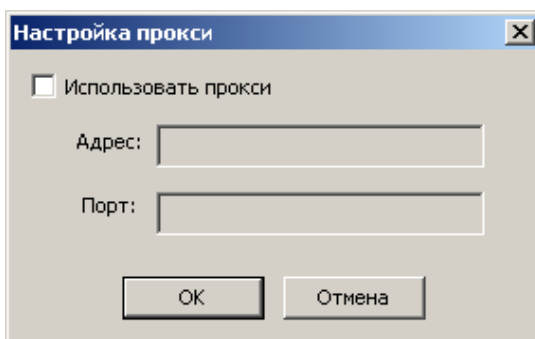 Настройка прокси
Использовать прокси
Адрес:
Порт:
OK Отмена